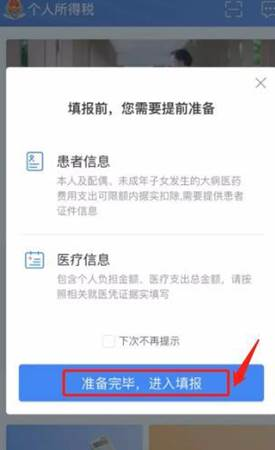 个人所得税
填报前，您需要提前准备
患者信息
本人及配偶、未成年子女发生的大病医药
费用支出可限额内据实扣除,需要提供患者
证件信息
医疗信息
包含个人负担金额、医疗支出总金额，请按
照相关就医凭证据实填写
下次不再提示
准备完毕，进入填报